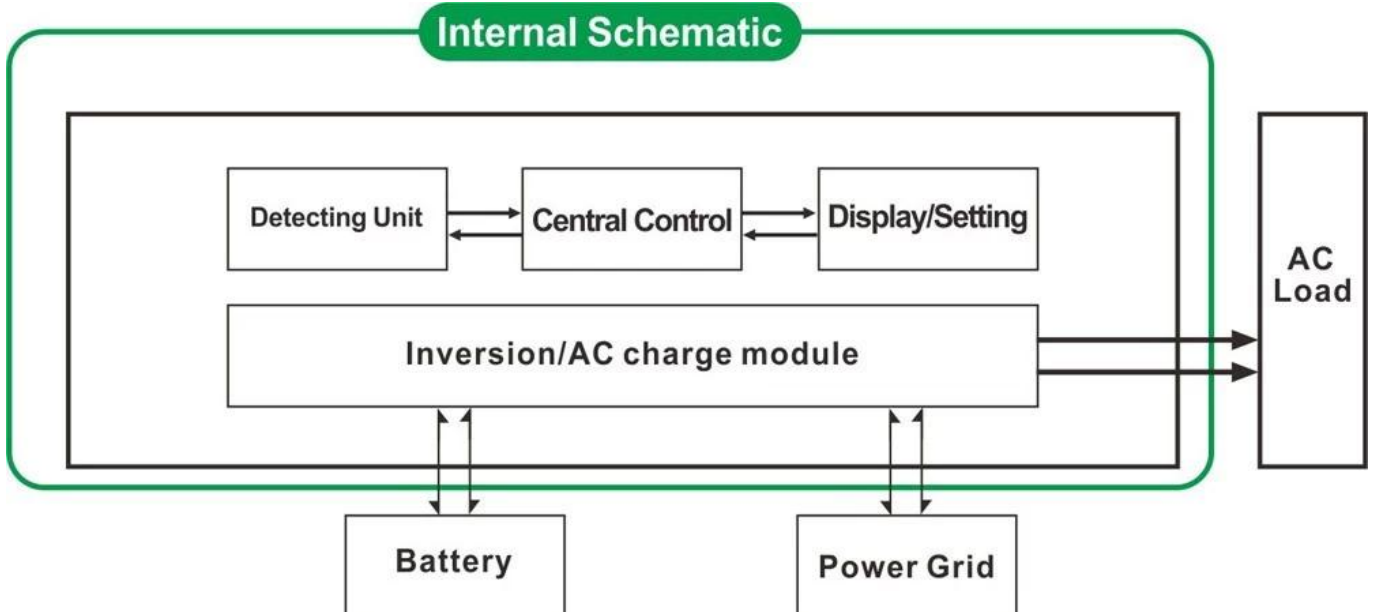 Internal Schematic
Detecting Unit
Central Control
Display/Setting
AC
Load
Inversion/AC charge module
Battery
Power Grid